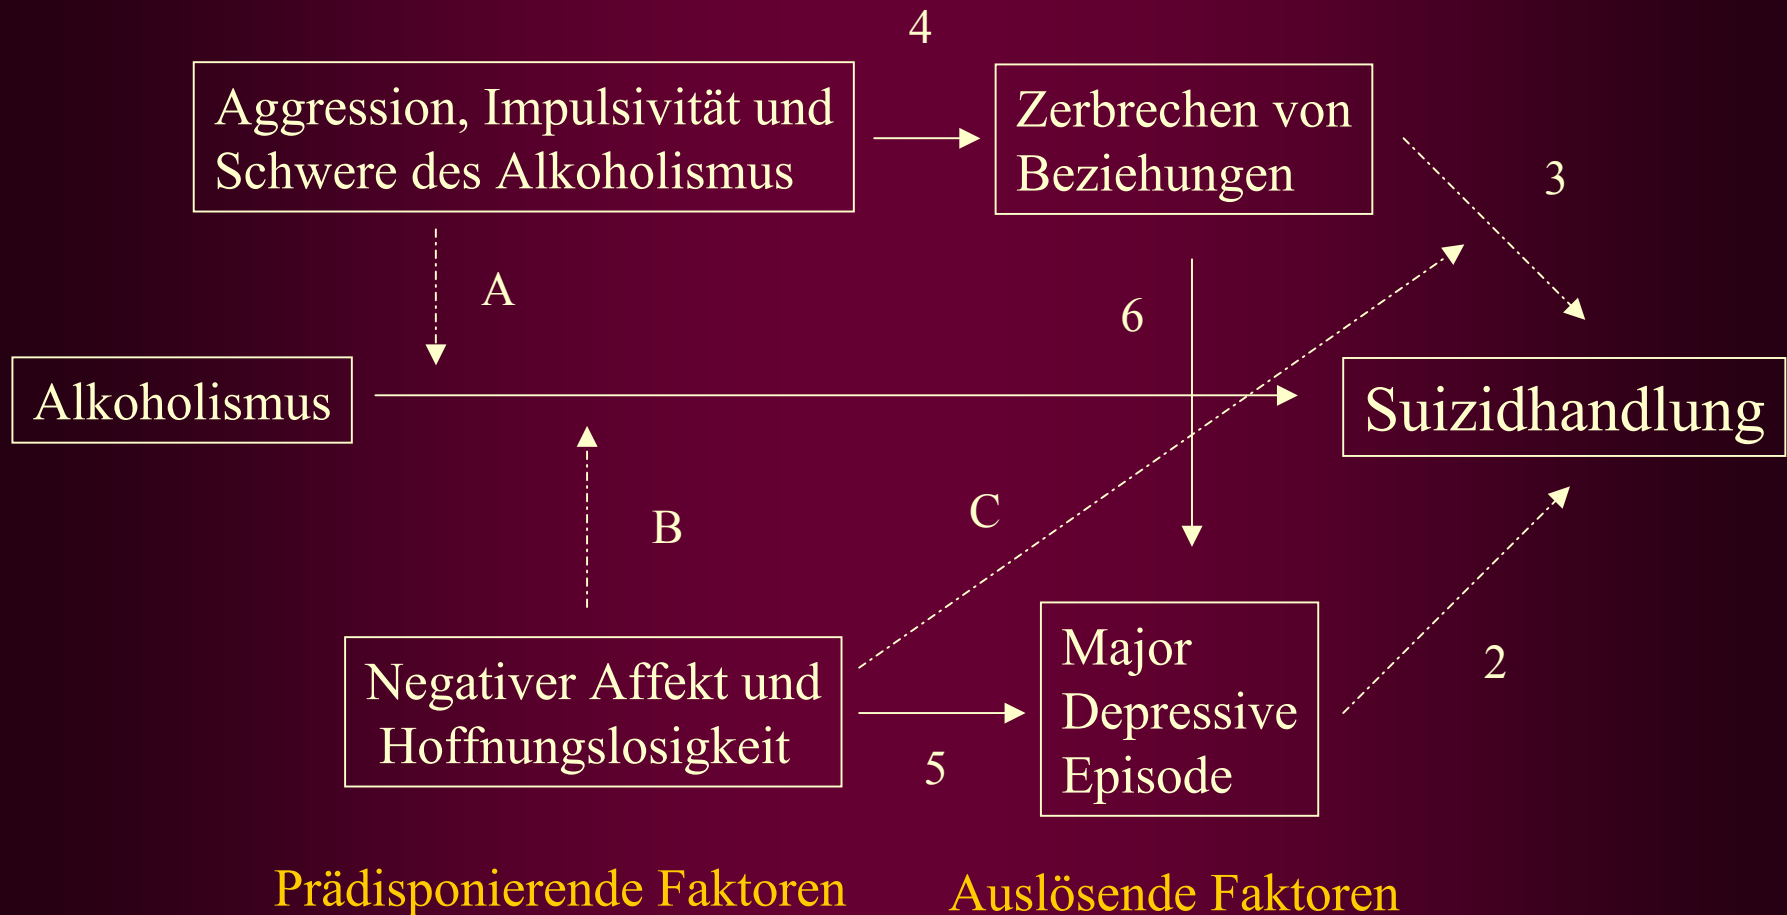 4
Aggression, Impulsivität und
Schwere des Alkoholismus
Zerbrechen von
Beziehungen
3
A
6
Alkoholismus
Suizidhandlung
B
C
Negativer Affekt und
Hoffnungslosigkeit
5
Major
Depressive
Episode
2
Prädisponierende Faktoren
Auslösende Faktoren